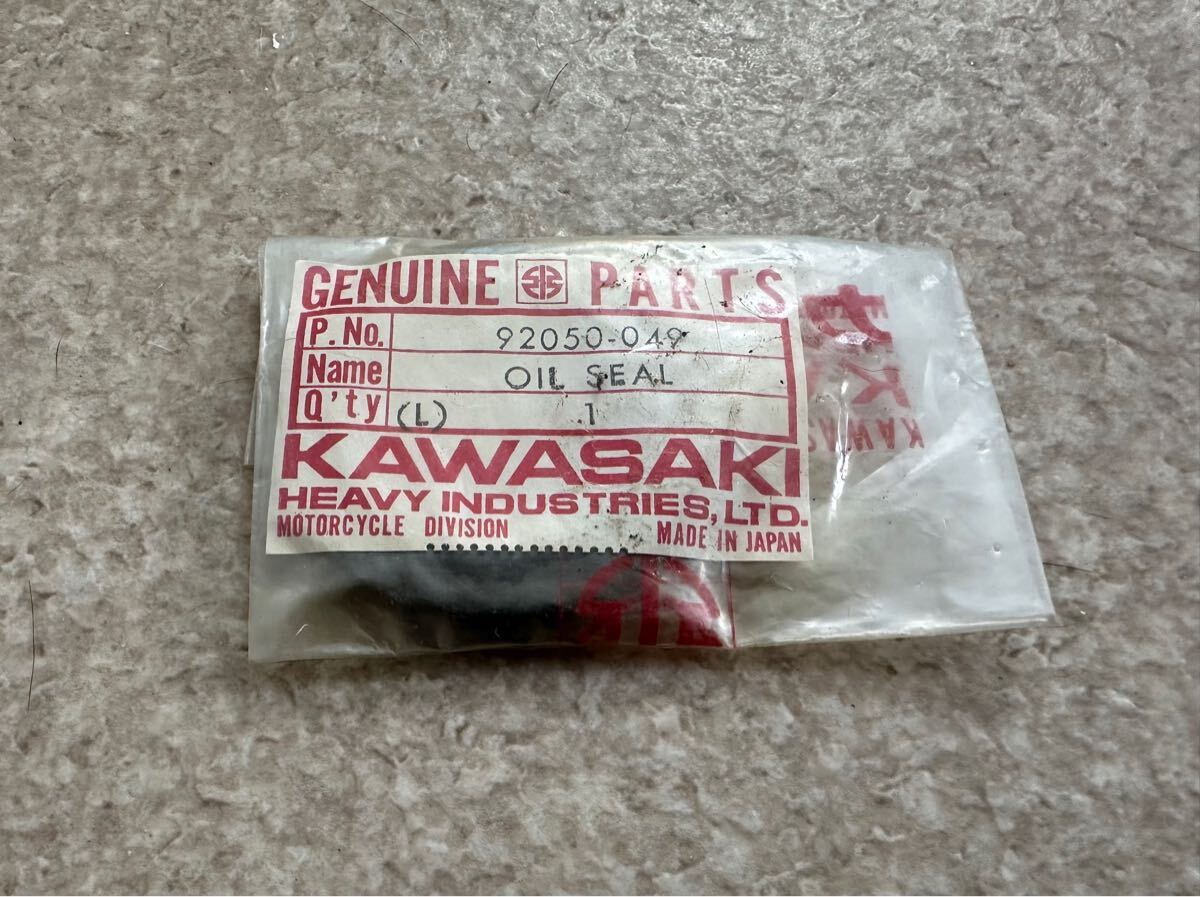 GENUINE PARTS
P. No. 92050-049
Name OIL SEAL
Q'ty (L) 1
KAWASAKI
HEAVY INDUSTRIES, LTD.
MOTORCYCLE DIVISION MADE IN JAPAN
KAWAS